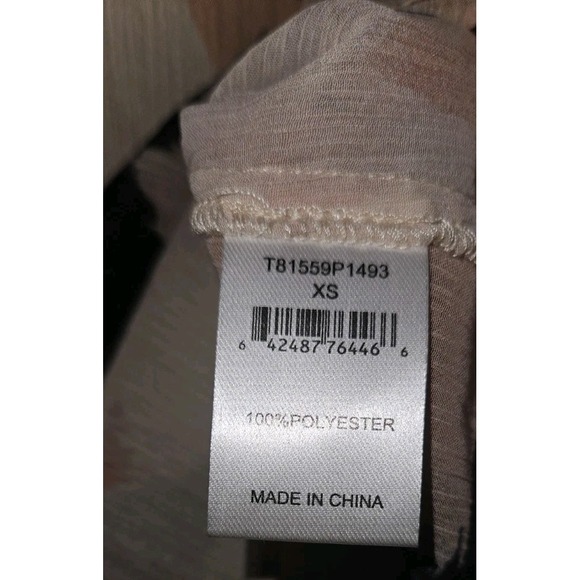 T81559P1493
XS
6 42487 76446 6
100%POLYESTER
MADE IN CHINA